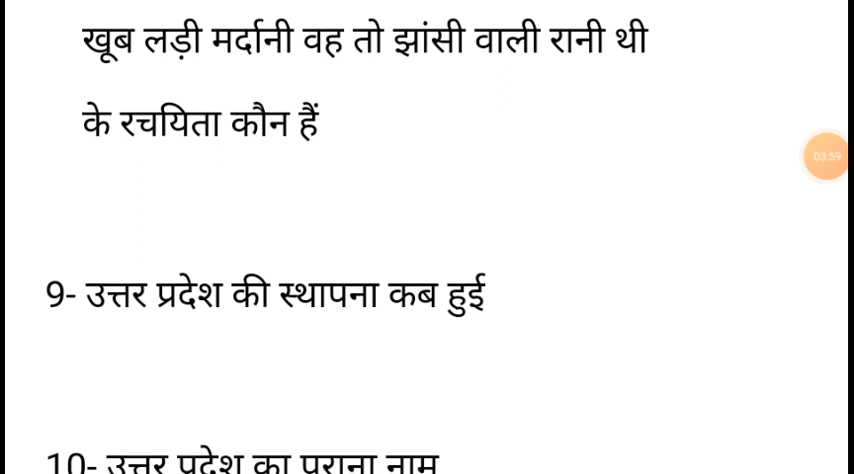 खूब लड़ी मर्दानी वह तो झांसी वाली रानी थी
के रचयिता कौन हैं
03:59
9- उत्तर प्रदेश की स्थापना कब हुई
10- उत्तर प्रदेश का पुराना नाम